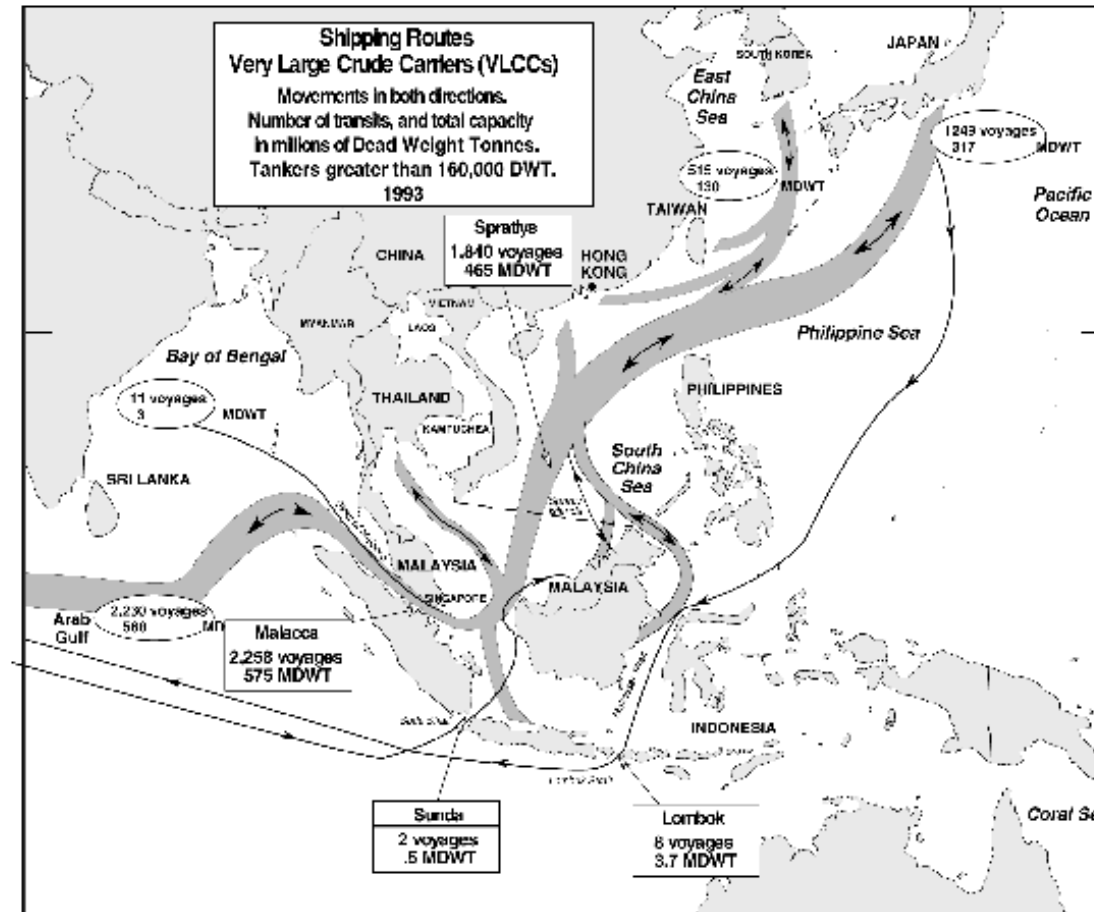 Shipping Routes
Very Large Crude Carriers (VLCCs)
Movements in both directions.
Number of transits, and total capacity
in millions of Dead Weight Tonnes.
Tankers greater than 160,000 DWT.
1993
SOUTH KOREA
JAPAN
East
China
Sea
1249 voyages
317 MDWT
515 voyages
130 MDWT
Pacific
Ocean
TAIWAN
Spratlys
1,840 voyages
465 MDWT
CHINA
HONG
KONG
VIETNAM
LAOS
MYANMAR
Philippine Sea
Bay of Bengal
THAILAND
PHILIPPINES
11 voyages
3 MDWT
KAMPUCHEA
South
China
Sea
SRI LANKA
MALAYSIA
MALAYSIA
SINGAPORE
Arab
Gulf
2,230 voyages
568 MD
Malacca
2,258 voyages
575 MDWT
INDONESIA
Lombok Strait
Sunda
2 voyages
.5 MDWT
Lombok
8 voyages
3.7 MDWT
Coral Se